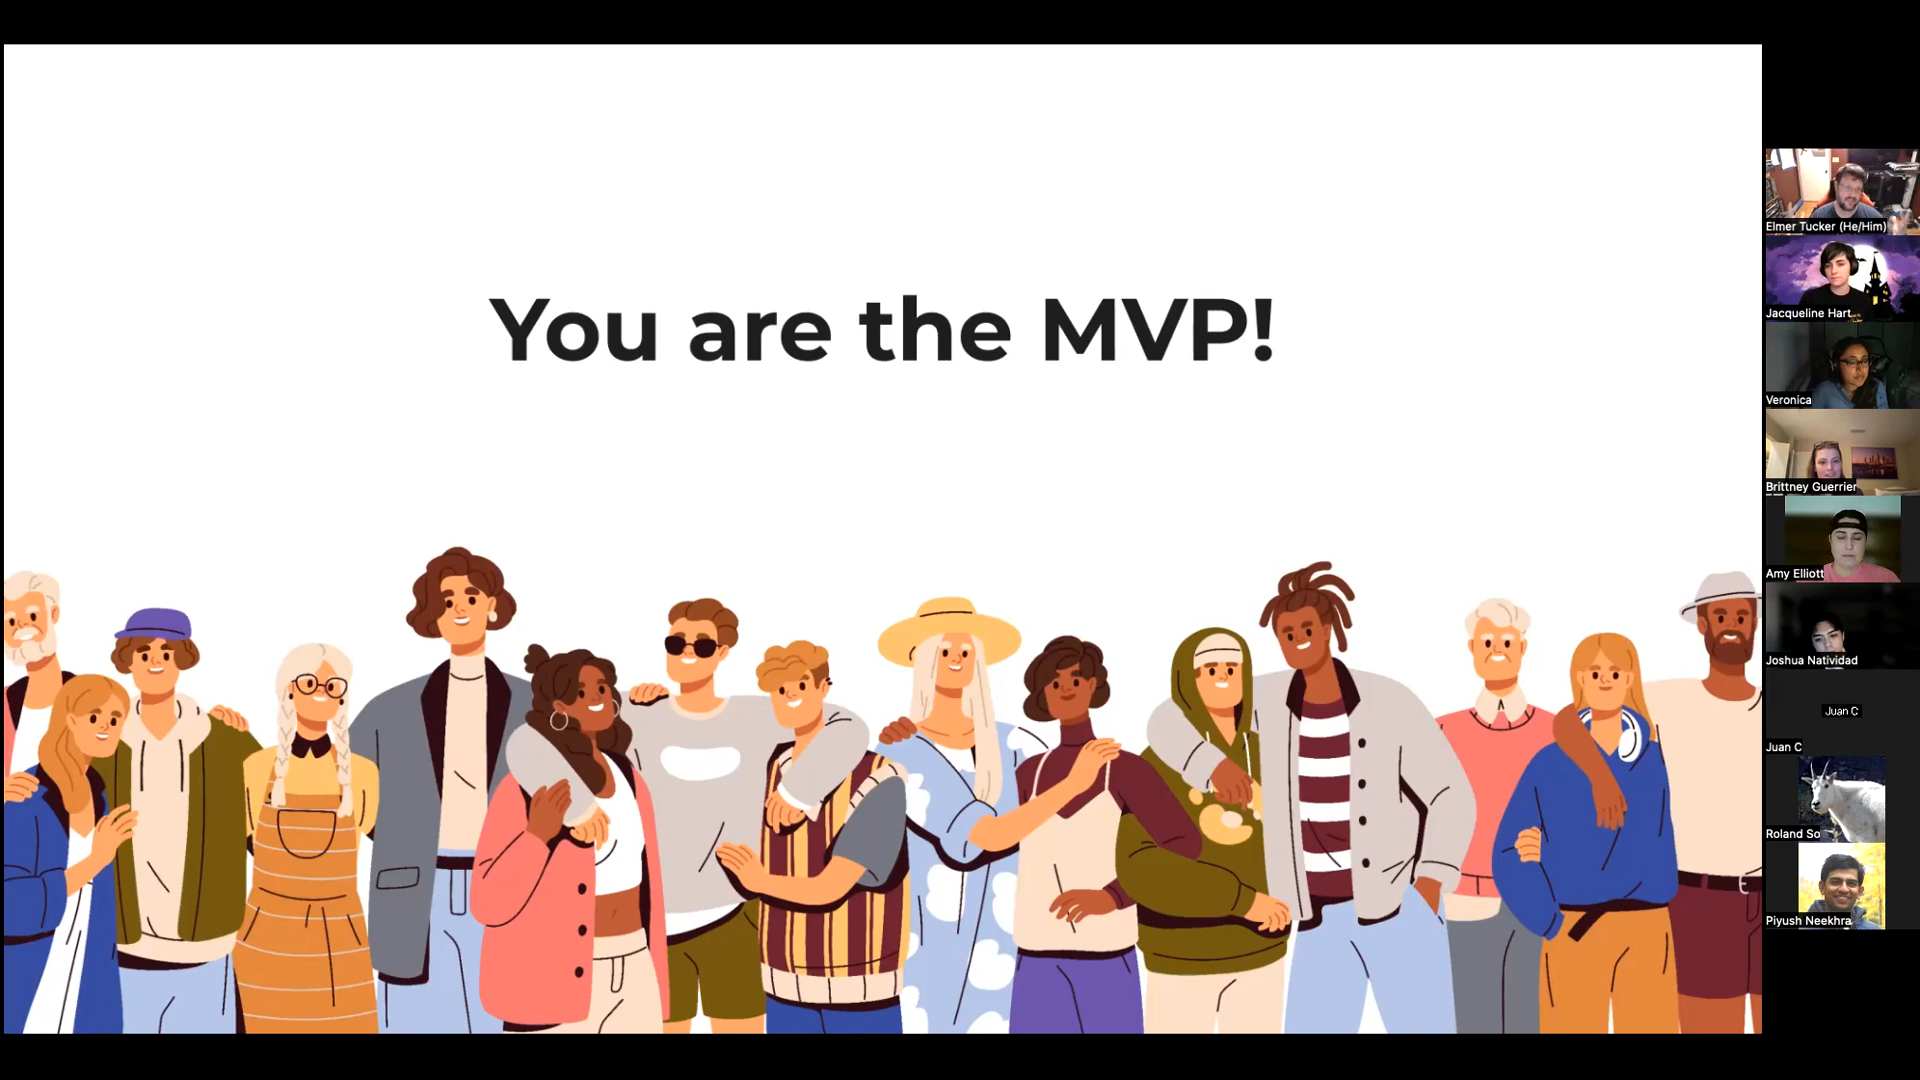 You are the MVP!
Elmer Tucker (He/Him)
Jacqueline Hart
Veronica
Brittney Guerrier
Amy Elliott
Joshua Natividad
Juan C
Juan C
Roland So
Piyush Neekhra